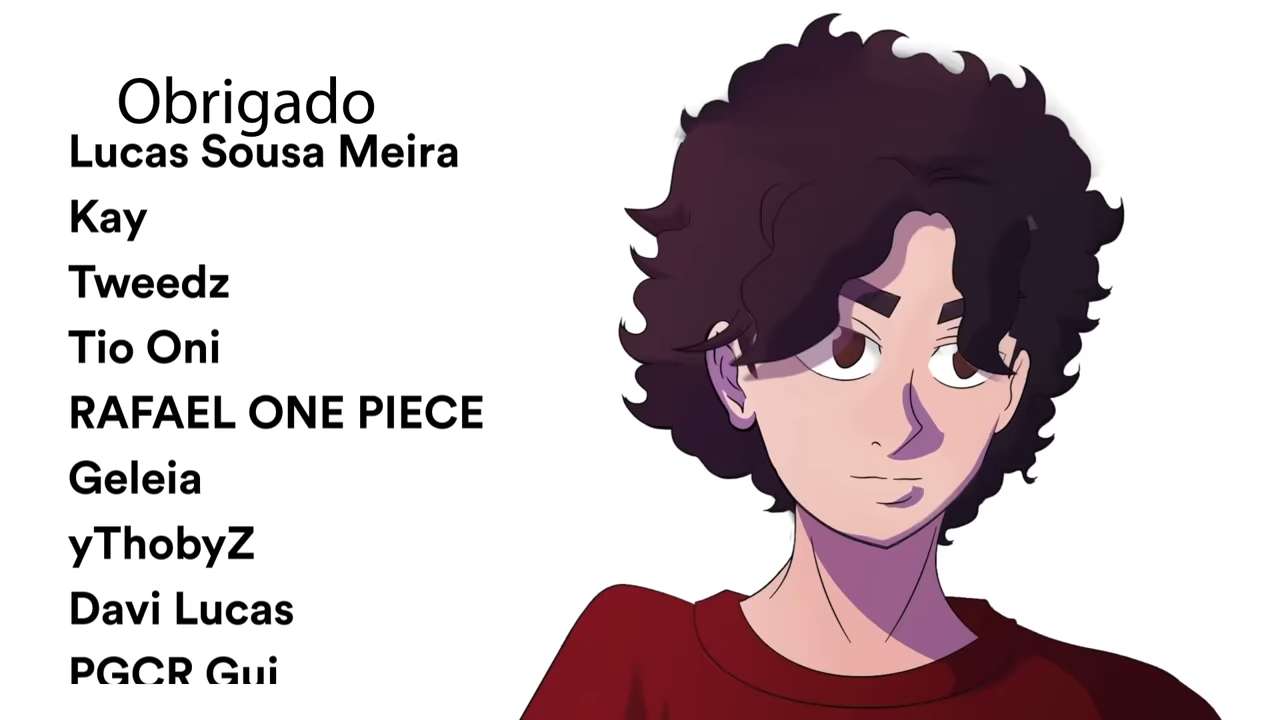 Obrigado
Lucas Sousa Meira
Kay
Tweedz
Tio Oni
RAFAEL ONE PIECE
Geleia
yThobyZ
Davi Lucas
PGCR Gui